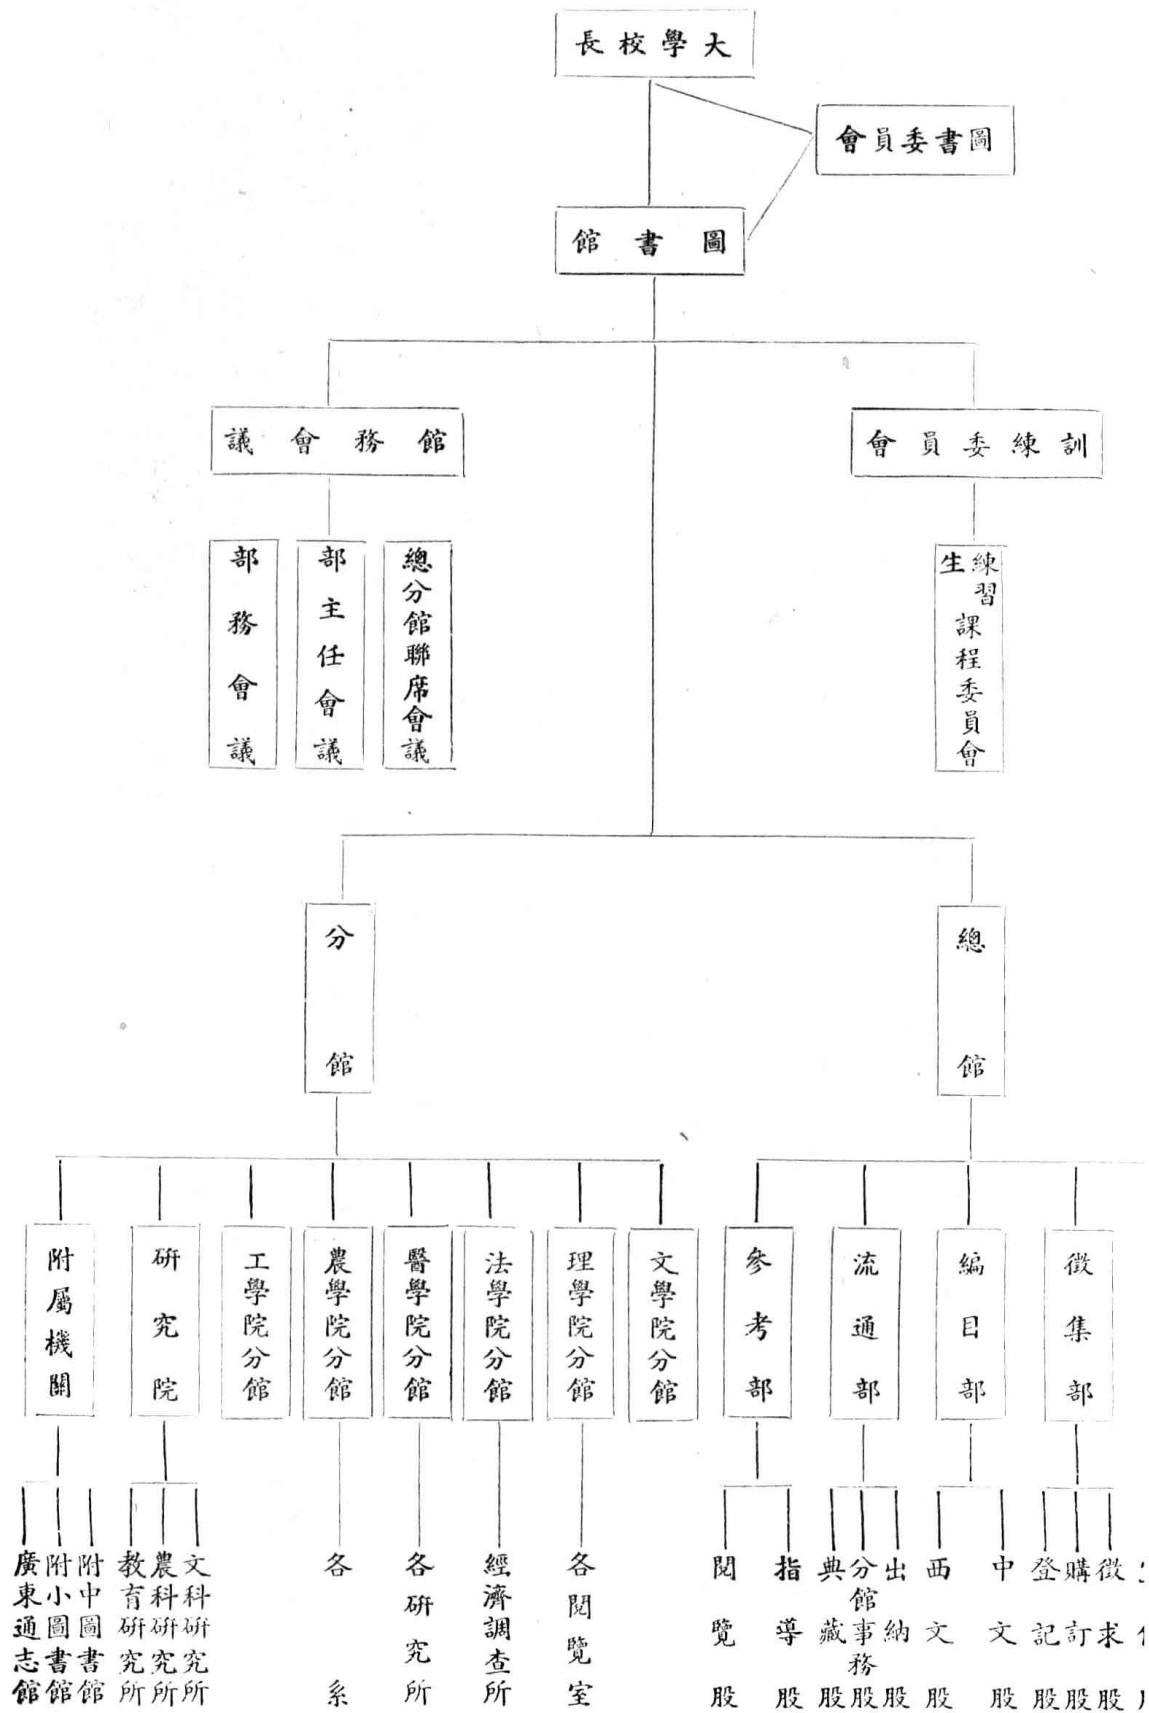 大學校長
圖書委員會
圖書館
訓練委員會
館務會議
練習生課程委員會
總分館聯席會議
部主任會議
部務會議
總館
分館
徵集部
編目部
流通部
參考部
文學院分館
理學院分館
法學院分館
醫學院分館
農學院分館
工學院分館
研究院
附屬機關
徵求股
購訂股
登記股
中文股
西文股
出納股
分館事務股
典藏股
指導股
閱覽股
各閱覽室
經濟調查所
各研究所
各系
文科研究所
農科研究所
教育研究所
附中圖書館
附小圖書館
廣東通志館